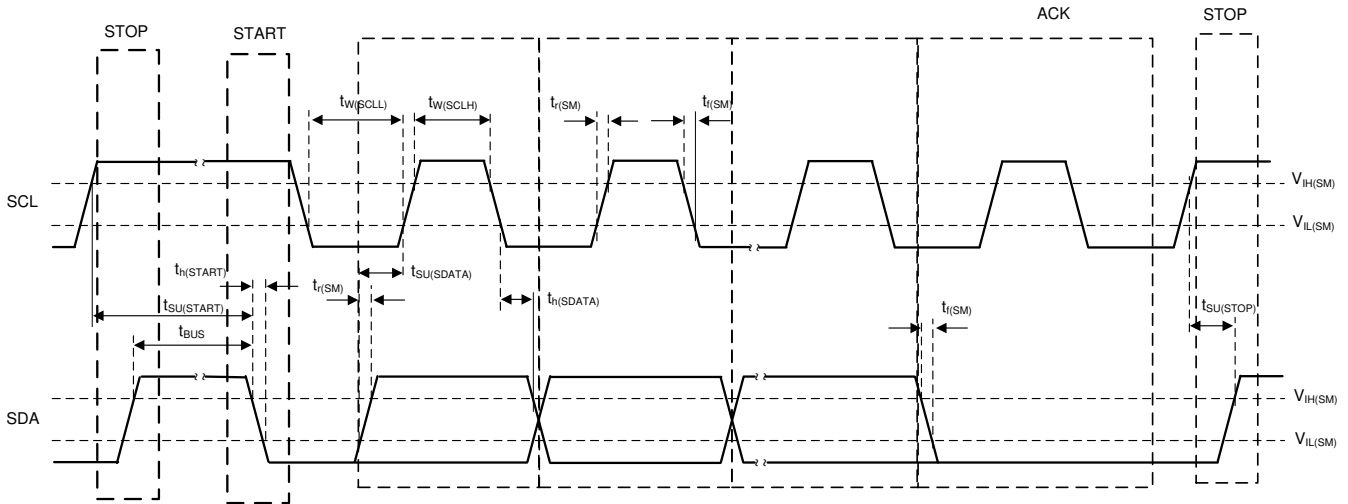 ACK
STOP
START
STOP
tW(SCLL)
tW(SCLH)
tr(SM)
tf(SM)
VIH(SM)
SCL
VIL(SM)
th(START)
tSU(SDATA)
tr(SM)
th(SDATA)
tSU(START)
tf(SM)
tSU(STOP)
tBUS
VIH(SM)
SDA
VIL(SM)